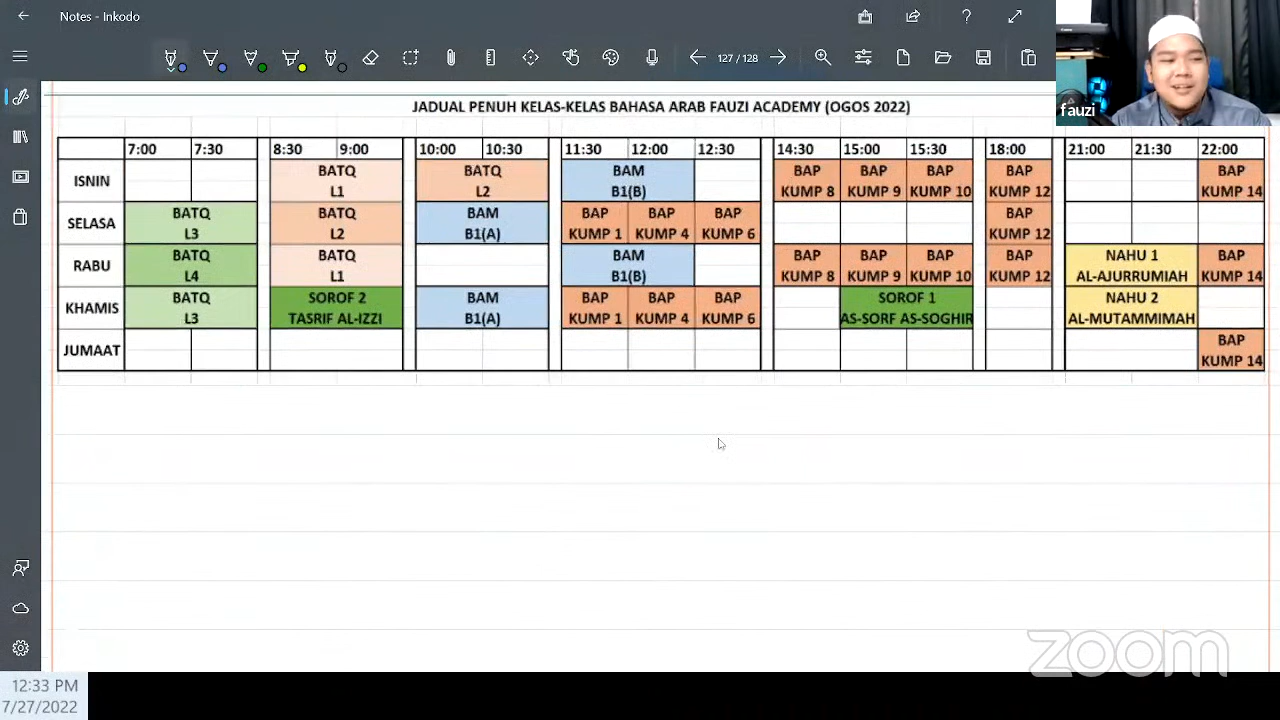 Notes - Inkodo
127 / 128
fauzi
JADUAL PENUH KELAS-KELAS BAHASA ARAB FAUZI ACADEMY (OGOS 2022)
7:00 7:30 8:30 9:00 10:00 10:30 11:30 12:00 12:30 14:30 15:00 15:30 18:00 21:00 21:30 22:00
ISNIN
BATQ BATQ BAM BAP BAP BAP BAP BAP
L1 L2 B1(B) KUMP 8 KUMP 9 KUMP 10 KUMP 12 KUMP 14
SELASA
BATQ BATQ BAM BAP BAP BAP BAP
L3 L2 B1(A) KUMP 1 KUMP 4 KUMP 6 KUMP 12
RABU
BATQ BATQ BAM BAP BAP BAP BAP NAHU 1 BAP
L4 L1 B1(B) KUMP 8 KUMP 9 KUMP 10 KUMP 12 AL-AJURRUMIAH KUMP 14
KHAMIS
BATQ SOROF 2 BAM BAP BAP BAP SOROF 1 NAHU 2
L3 TASRIF AL-IZZI B1(A) KUMP 1 KUMP 4 KUMP 6 AS-SORF AS-SOGHIR AL-MUTAMMIMAH
JUMAAT
BAP
KUMP 14
zoom
12:33 PM
7/27/2022